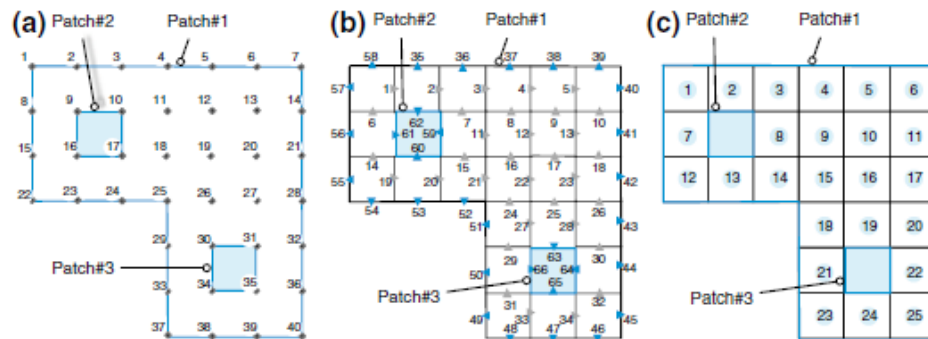 (a) Patch#2 Patch#1
1 2 3 4 5 6 7
8 9 10 11 12 13 14
15 16 17 18 19 20 21
22 23 24 25 26 27 28
29 30 31 32
Patch#3
33 34 35 36
37 38 39 40
(b) Patch#2 Patch#1
58 35 36 37 38 39
57 1 2 3 4 5 40
6 62 7 8 9 10
56 61 59 11 12 13 41
60
14 15 16 17 18
55 19 20 21 22 23 42
54 53 52 24 25 26
51 27 28 43
29 63 30
50 66 64 44
Patch#3 65
31 32
49 33 34 45
48 47 46
(c) Patch#2 Patch#1
1 2 3 4 5 6
7 8 9 10 11
12 13 14 15 16 17
18 19 20
21 22
Patch#3
23 24 25